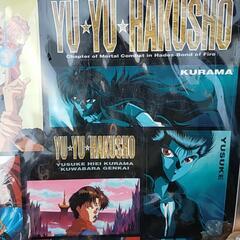 YU★YU★HAKUSHO
Chapter of Mortal Combat in Hades-Bond of Fire
KURAMA
YU★YU★HAKUSHO
YUSUKE HIEI KURAMA
KUWABARA GENKAI
YUSUKE